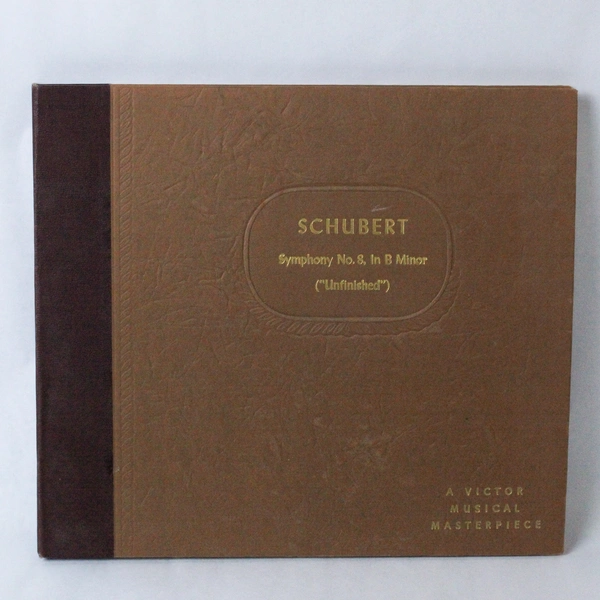 SCHUBERT
Symphony No. 8, In B Minor
("Unfinished")
A VICTOR
MUSICAL
MASTERPIECE